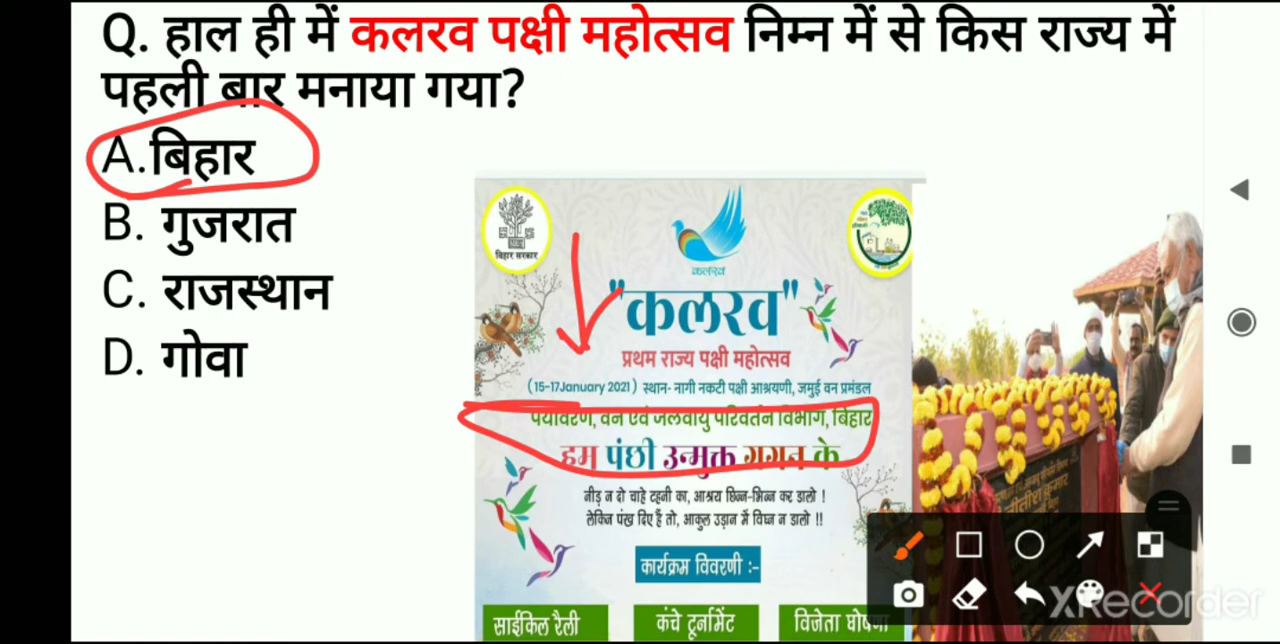 Q. हाल ही में कलरव पक्षी महोत्सव निम्न में से किस राज्य में
पहली बार मनाया गया?
A.बिहार
B. गुजरात
C. राजस्थान
D. गोवा
बिहार सरकार
कलरव
"कलरव"
प्रथम राज्य पक्षी महोत्सव
(15-17January 2021) स्थान- नागी नकटी पक्षी आश्रयणी, जमुई वन प्रमंडल
पर्यावरण, वन एवं जलवायु परिवर्तन विभाग, बिहार
हम पंछी उन्मुक्त गगन के
नीड़ न दो चाहे टहनी का, आश्रय छिन्न-भिन्न कर डालो !
लेकिन पंख दिए हैं तो, आकुल उड़ान में विघ्न न डालो !!
कार्यक्रम विवरणी :-
साईकिल रैली
कंचे टूर्नामेंट
विजेता घोषणा
नीतीश कुमार
XRecorder